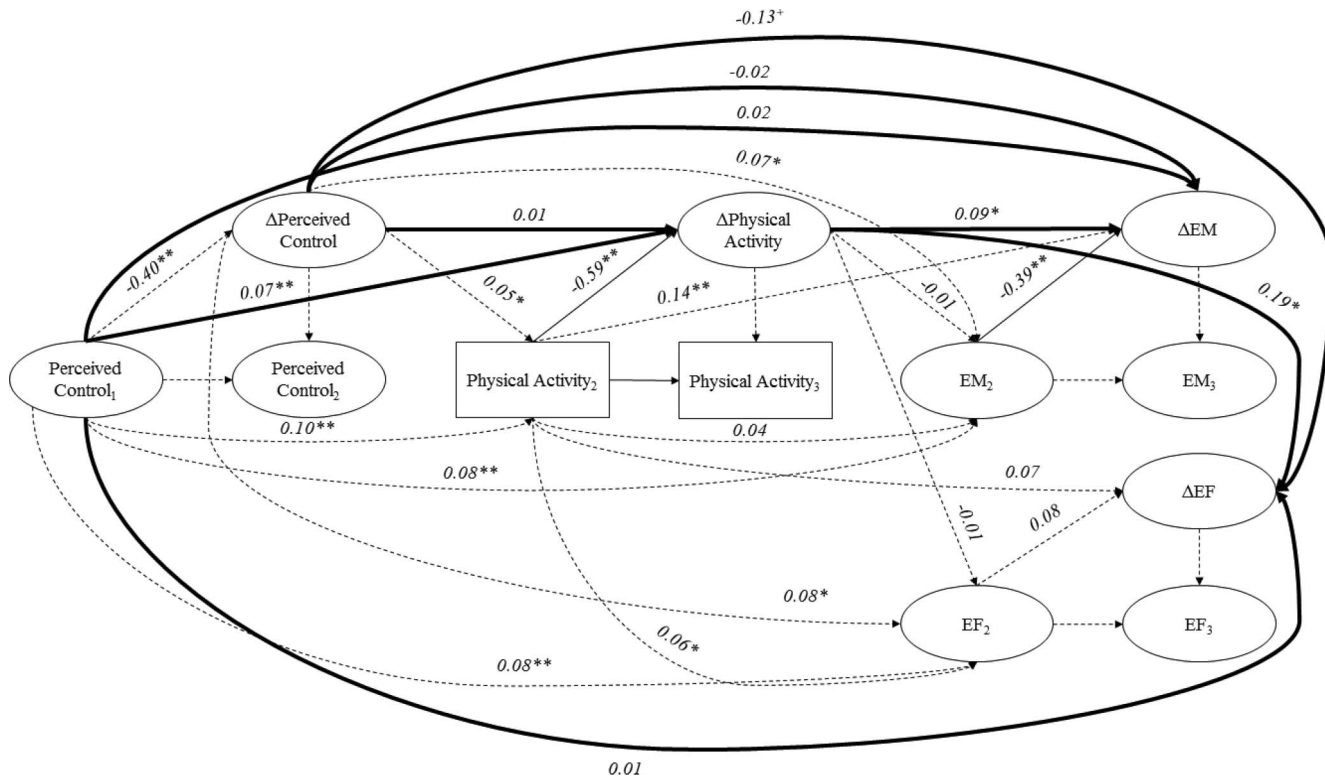 -0.13+
-0.02
0.02
0.07*
ΔPerceived
Control
0.01
ΔPhysical
Activity
0.09*
ΔEM
-0.40**
0.07**
0.05*
-0.59**
0.14**
-0.01
-0.39**
0.19*
Perceived
Control₁
Perceived
Control₂
Physical Activity₂
Physical Activity₃
EM₂
EM₃
0.10**
0.04
0.08**
0.07
ΔEF
-0.01
0.08
0.08*
EF₂
EF₃
0.06*
0.08**
0.01